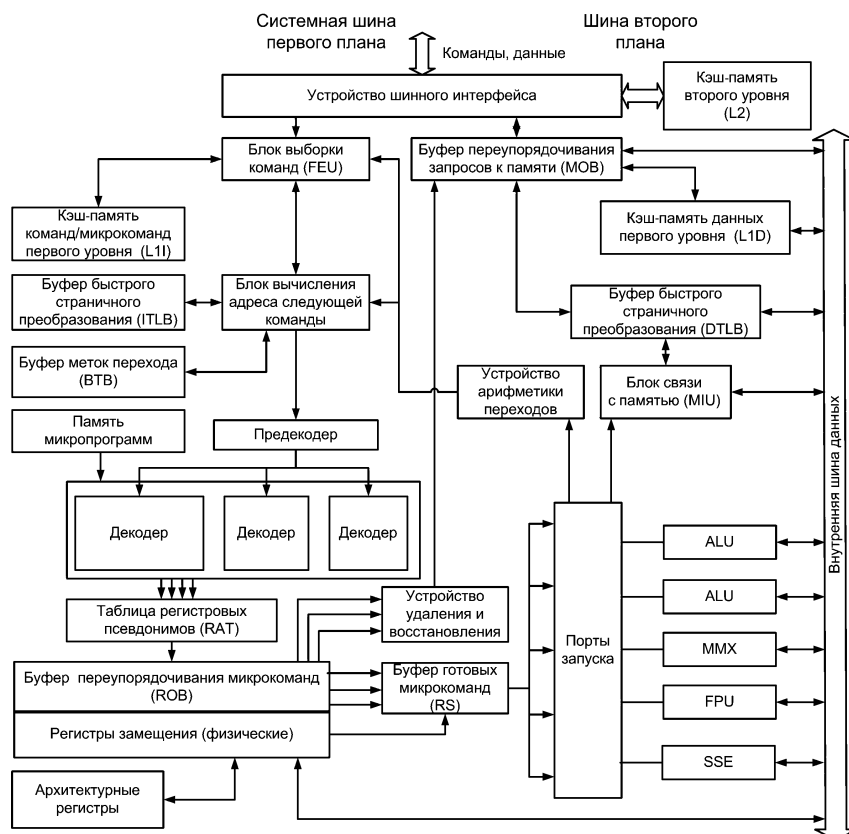 Системная шина
первого плана
Шина второго
плана
Команды, данные
Устройство шинного интерфейса
Кэш-память
второго уровня
(L2)
Блок выборки
команд (FEU)
Буфер переупорядочивания
запросов к памяти (MOB)
Кэш-память
команд/микрокоманд
первого уровня (L1I)
Кэш-память данных
первого уровня (L1D)
Буфер быстрого
страничного
преобразования (ITLB)
Блок вычисления
адреса следующей
команды
Буфер быстрого
страничного
преобразования (DTLB)
Буфер меток перехода
(BTB)
Устройство
арифметики
переходов
Блок связи
с памятью (MIU)
Память
микропрограмм
Предекодер
Внутренняя шина данных
Декодер
Декодер
Декодер
ALU
ALU
MMX
FPU
SSE
Порты
запуска
Таблица регистровых
псевдонимов (RAT)
Устройство
удаления и
восстановления
Буфер переупорядочивания микрокоманд
(ROB)
Буфер готовых
микрокоманд
(RS)
Регистры замещения (физические)
Архитектурные
регистры